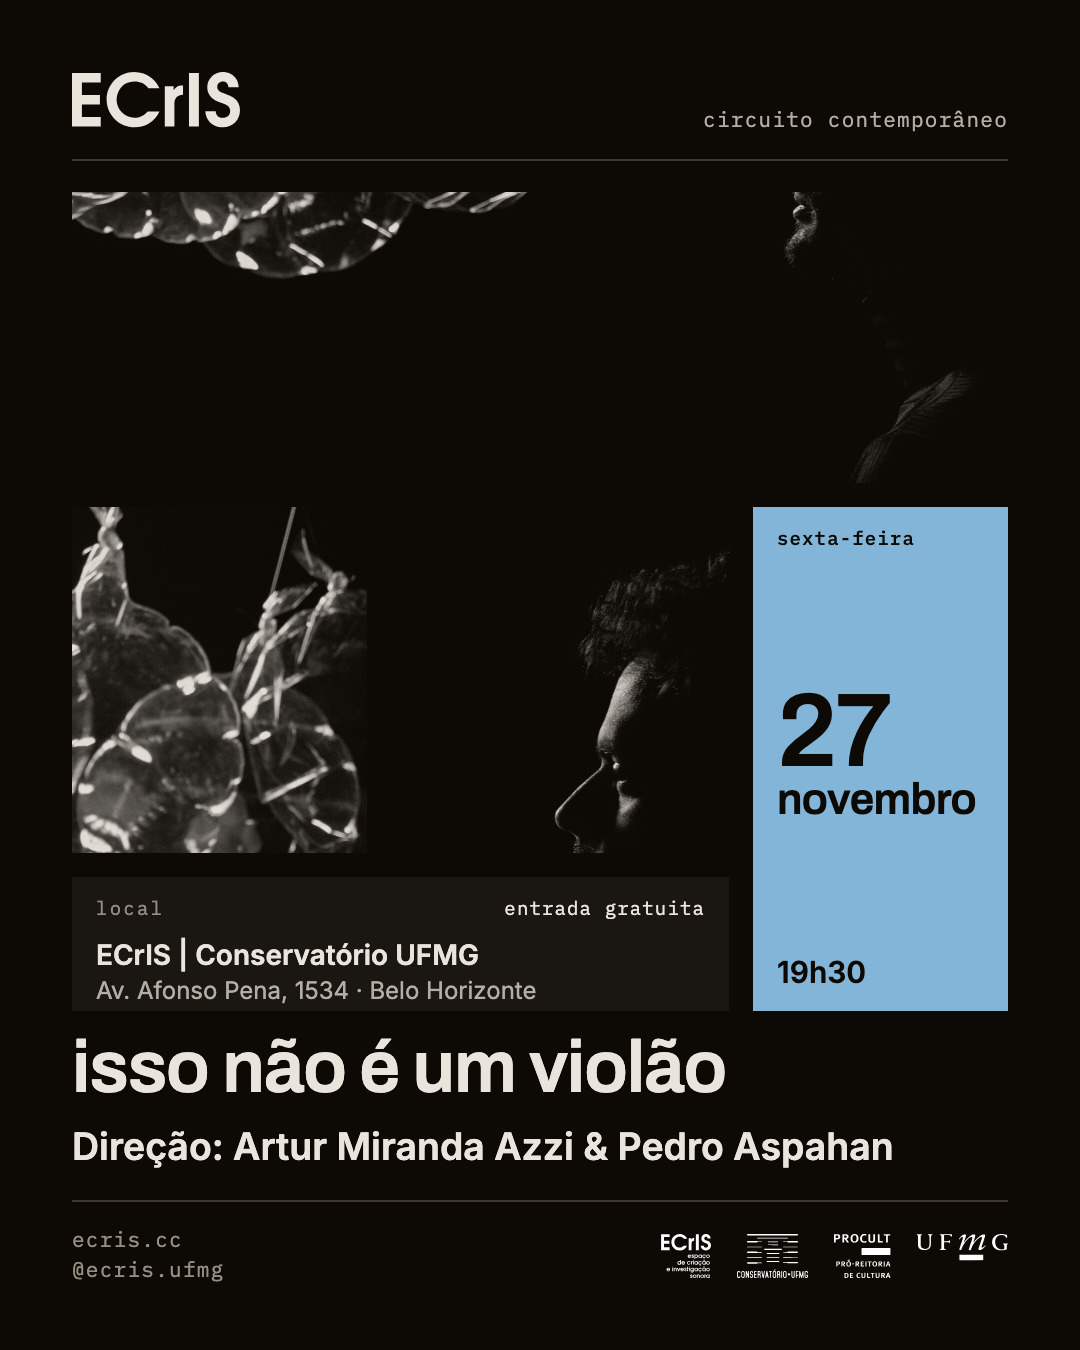 ECrIS
circuito contemporâneo
sexta-feira
27
novembro
19h30
local
entrada gratuita
ECrIS | Conservatório UFMG
Av. Afonso Pena, 1534 · Belo Horizonte
isso não é um violão
Direção: Artur Miranda Azzi & Pedro Aspahan
ecris.cc
@ecris.ufmg
ECrIS
espaço
de criação
e investigação
sonora
CONSERVATÓRIO•UFMG
PROCULT
PRÓ-REITORIA
DE CULTURA
UFmG